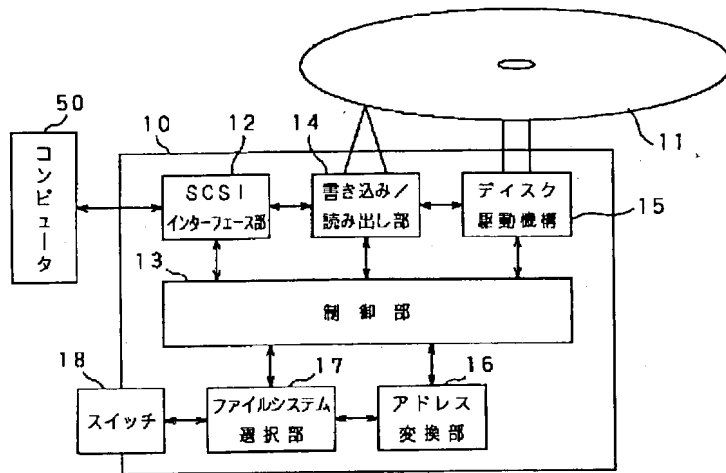 50
コンピュータ
10
12
14
11
SCSI
インターフェース部
書き込み/
読み出し部
ディスク
駆動機構
15
13
制御部
18
17
16
スイッチ
ファイルシステム
選択部
アドレス
変換部